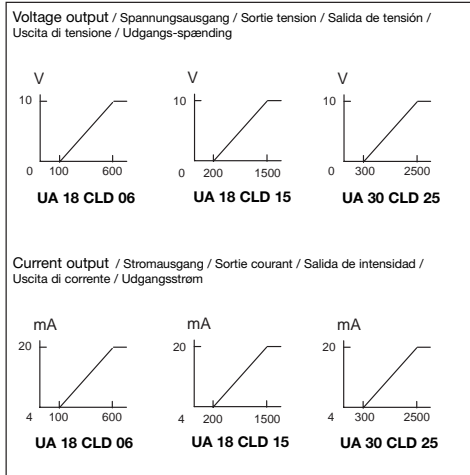 Voltage output / Spannungsausgang / Sortie tension / Salida de tensión /
Uscita di tensione / Udgangs-spænding
V V V
10 10 10
0 100 600 0 200 1500 0 300 2500
UA 18 CLD 06 UA 18 CLD 15 UA 30 CLD 25
Current output / Stromausgang / Sortie courant / Salida de intensidad /
Uscita di corrente / Udgangsstrøm
mA mA mA
20 20 20
4 100 600 4 200 1500 4 300 2500
UA 18 CLD 06 UA 18 CLD 15 UA 30 CLD 25